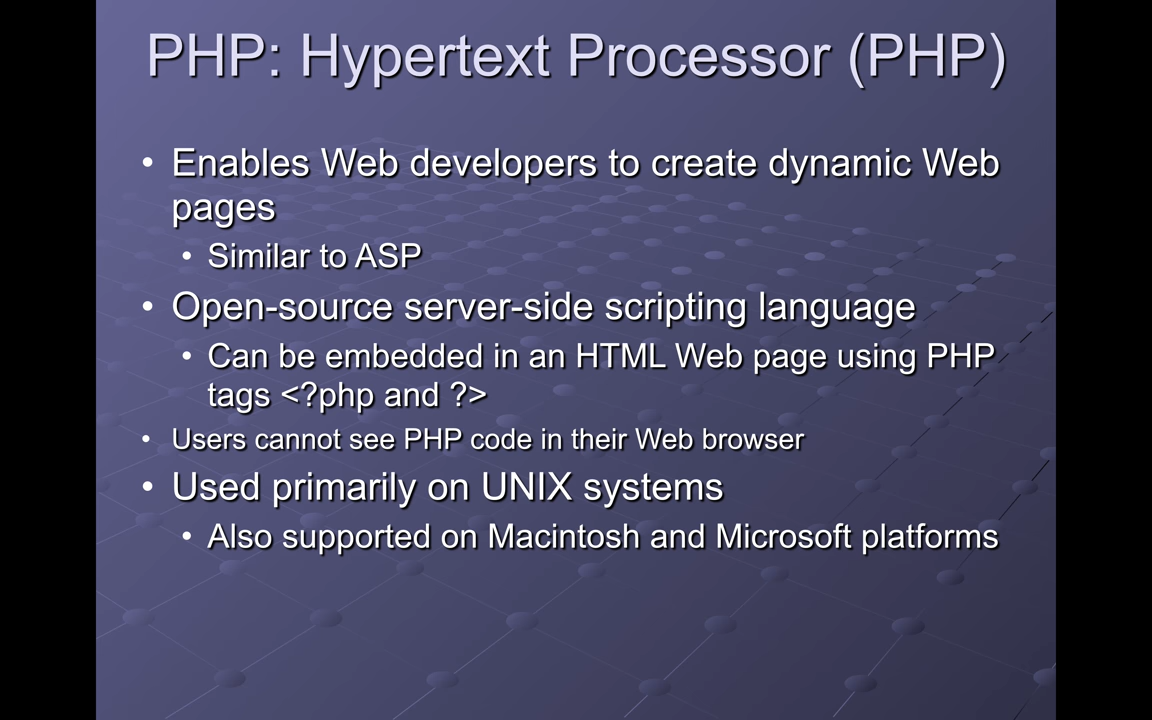 PHP: Hypertext Processor (PHP)
• Enables Web developers to create dynamic Web
pages
• Similar to ASP
• Open-source server-side scripting language
• Can be embedded in an HTML Web page using PHP
tags <?php and ?>
• Users cannot see PHP code in their Web browser
• Used primarily on UNIX systems
• Also supported on Macintosh and Microsoft platforms